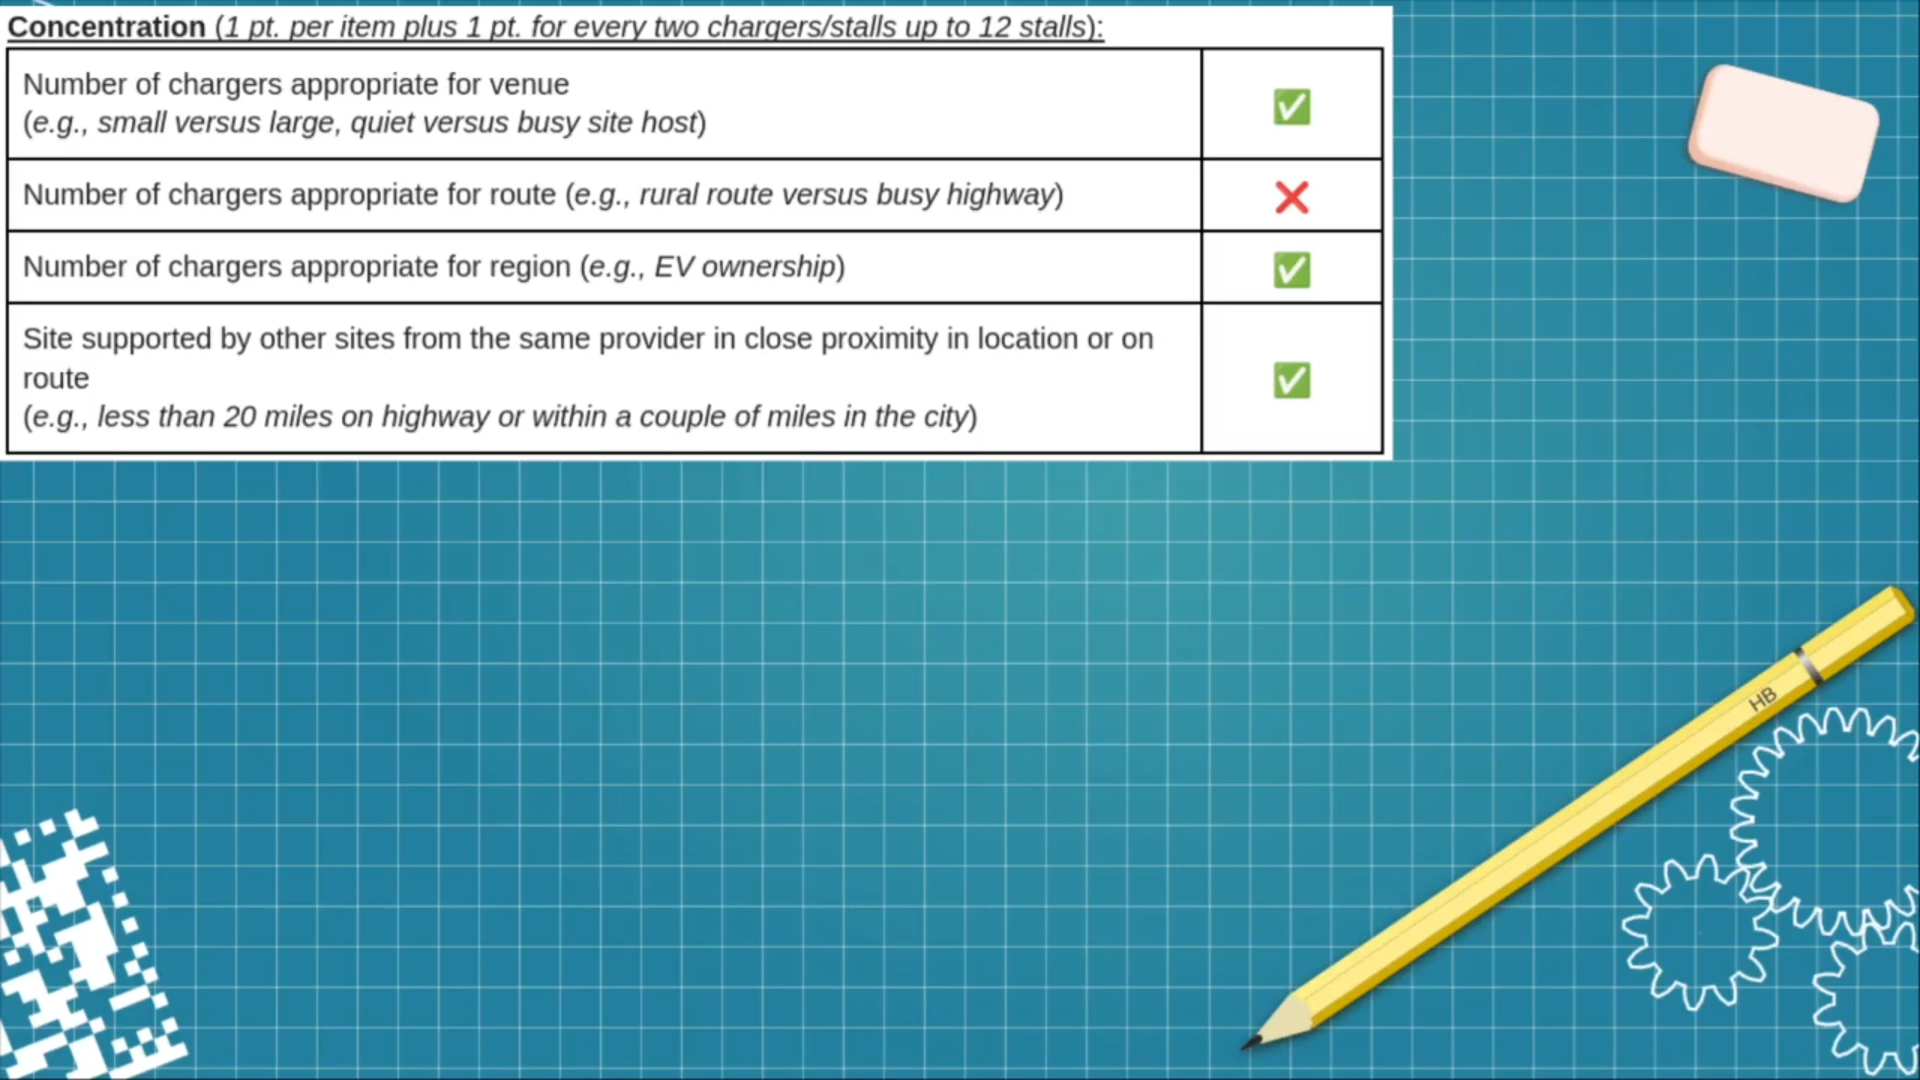 Concentration (1 pt. per item plus 1 pt. for every two chargers/stalls up to 12 stalls):
Number of chargers appropriate for venue
(e.g., small versus large, quiet versus busy site host)
Number of chargers appropriate for route (e.g., rural route versus busy highway)
Number of chargers appropriate for region (e.g., EV ownership)
Site supported by other sites from the same provider in close proximity in location or on
route
(e.g., less than 20 miles on highway or within a couple of miles in the city)
HB